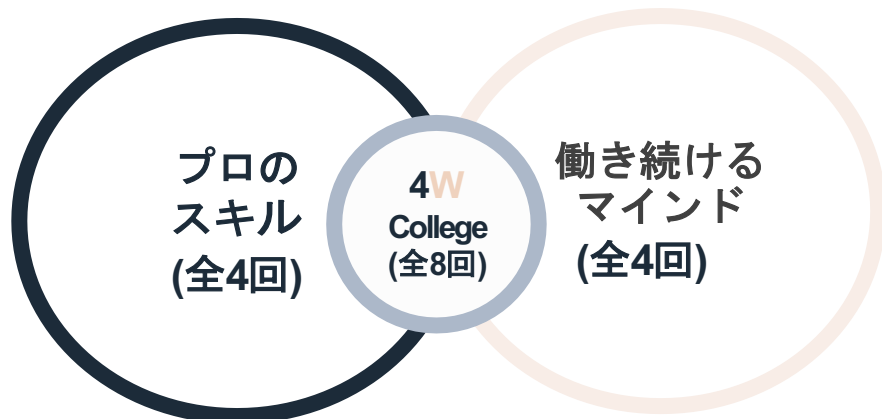 プロの
スキル
(全4回)
4W
College
(全8回)
働き続ける
マインド
(全4回)